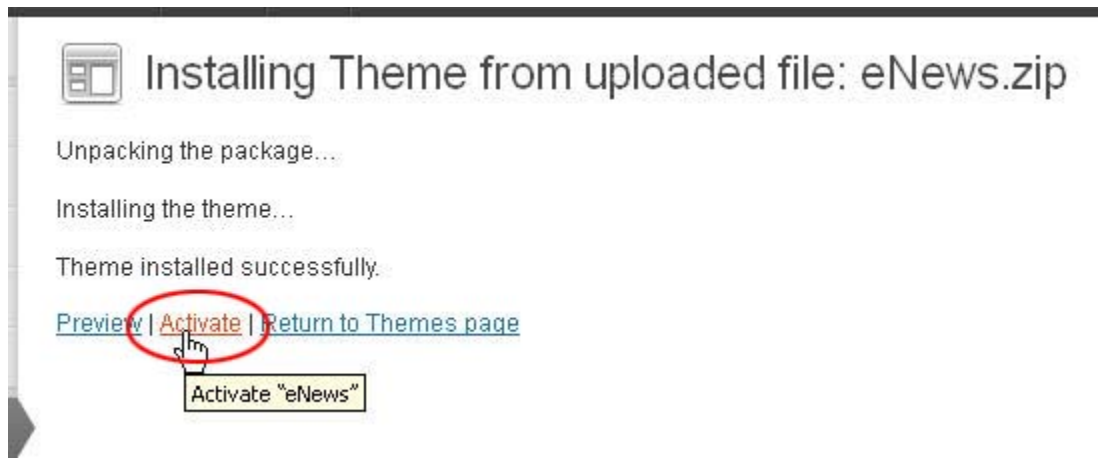 Installing Theme from uploaded file: eNews.zip
Unpacking the package...
Installing the theme...
Theme installed successfully.
Preview | Activate | Return to Themes page
Activate “eNews”